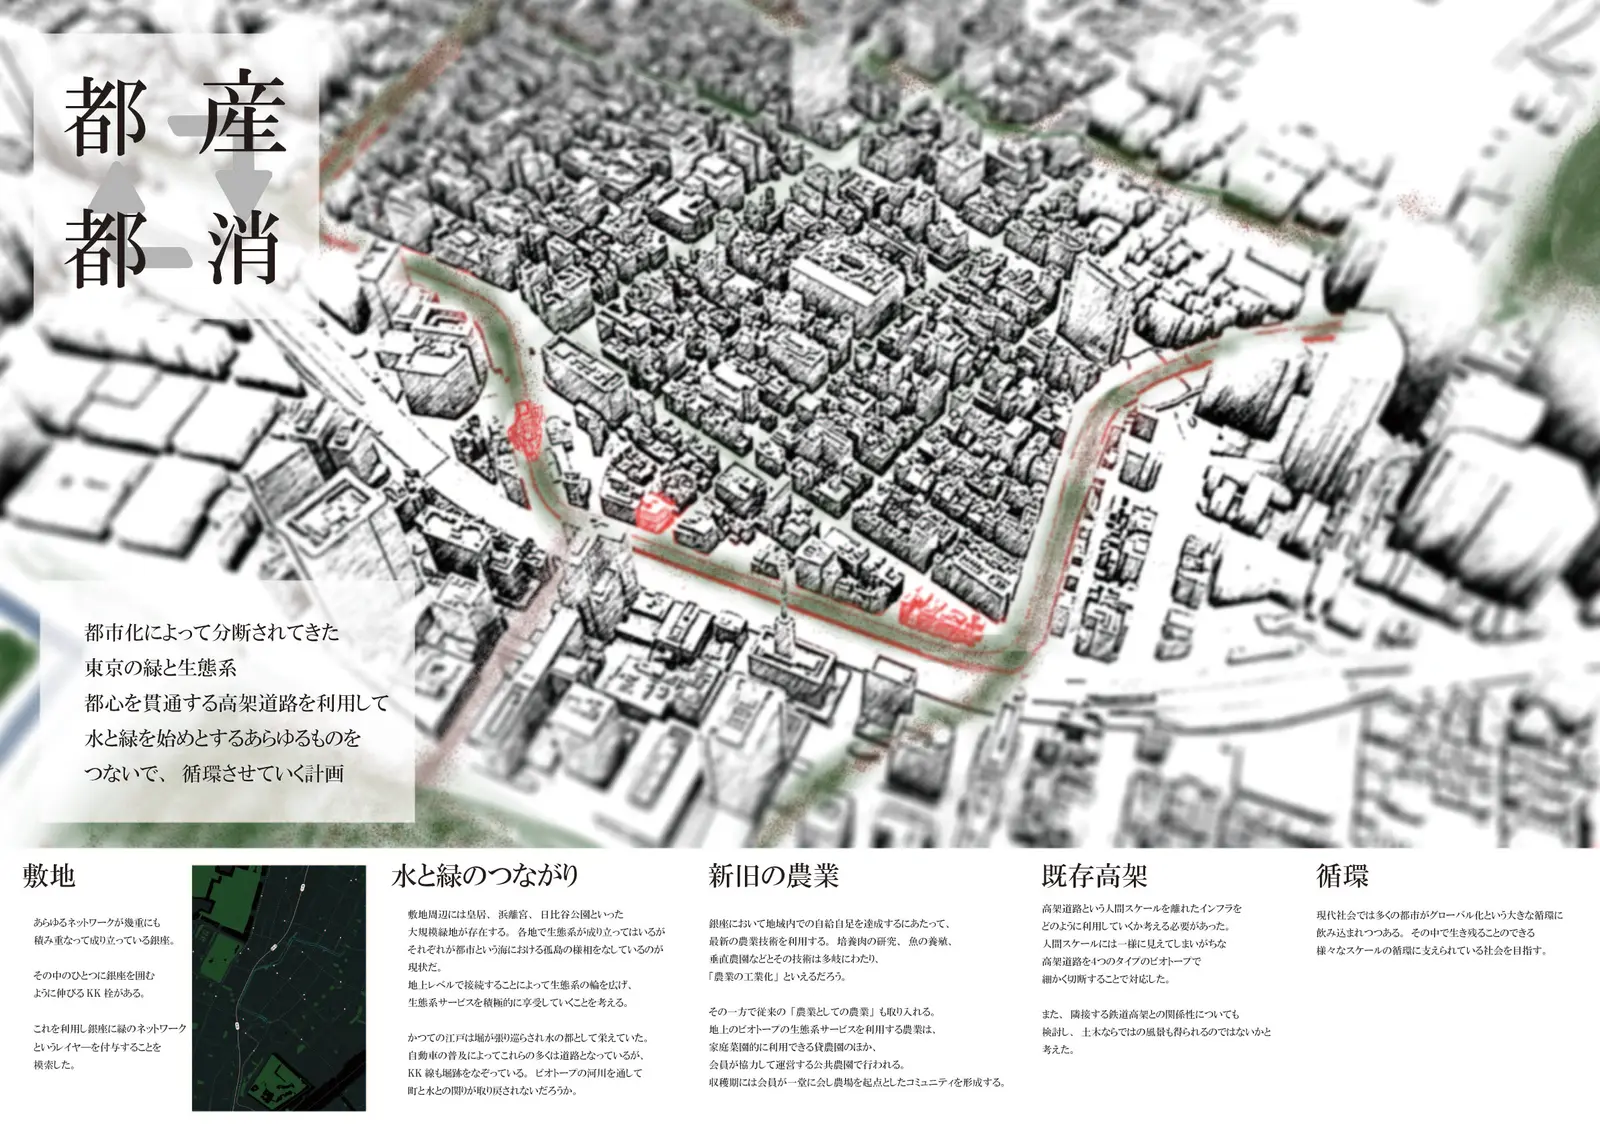 都産
都消
都市化によって分断されてきた
東京の緑と生態系
都心を貫通する高架道路を利用して
水と緑を始めとするあらゆるものを
つないで、循環させていく計画
敷地
あらゆるネットワークが幾重にも
積み重なって成り立っている銀座。
その中のひとつに銀座を囲む
ように伸びる KK 栓がある。
これを利用し銀座に緑のネットワーク
というレイヤ―を付与することを
模索した。
水と緑のつながり
敷地周辺には皇居、浜離宮、日比谷公園といった
大規模緑地が存在する。各地で生態系が成り立ってはいるが
それぞれが都市という海における孤島の様相をなしているのが
現状だ。
地上レベルで接続することによって生態系の輪を広げ、
生態系サービスを積極的に享受していくことを考える。
かつての江戸は堀が張り巡らされ水の都として栄えていた。
自動車の普及によってこれらの多くは道路となっているが、
KK 線も堀跡をなぞっている。ビオトープの河川を通して
町と水との関りが取り戻されないだろうか。
新旧の農業
銀座において地域内での自給自足を達成するにあたって、
最新の農業技術を利用する。培養肉の研究、魚の養殖、
垂直農園などとその技術は多岐にわたり、
「農業の工業化」といえるだろう。
その一方で従来の「農業としての農業」も取り入れる。
地上のビオトープの生態系サービスを利用する農業は、
家庭菜園的に利用できる貸農園のほか、
会員が協力して運営する公共農園で行われる。
収穫期には会員が一堂に会し農場を起点としたコミュニティを形成する。
既存高架
高架道路という人間スケールを離れたインフラを
どのように利用していくか考える必要があった。
人間スケールには一様に見えてしまいがちな
高架道路を4つのタイプのビオトープで
細かく切断することで対応した。
また、隣接する鉄道高架との関係性についても
検討し、土木ならではの風景も得られるのではないかと
考えた。
循環
現代社会では多くの都市がグローバル化という大きな循環に
飲み込まれつつある。その中で生き残ることのできる
様々なスケールの循環に支えられている社会を目指す。